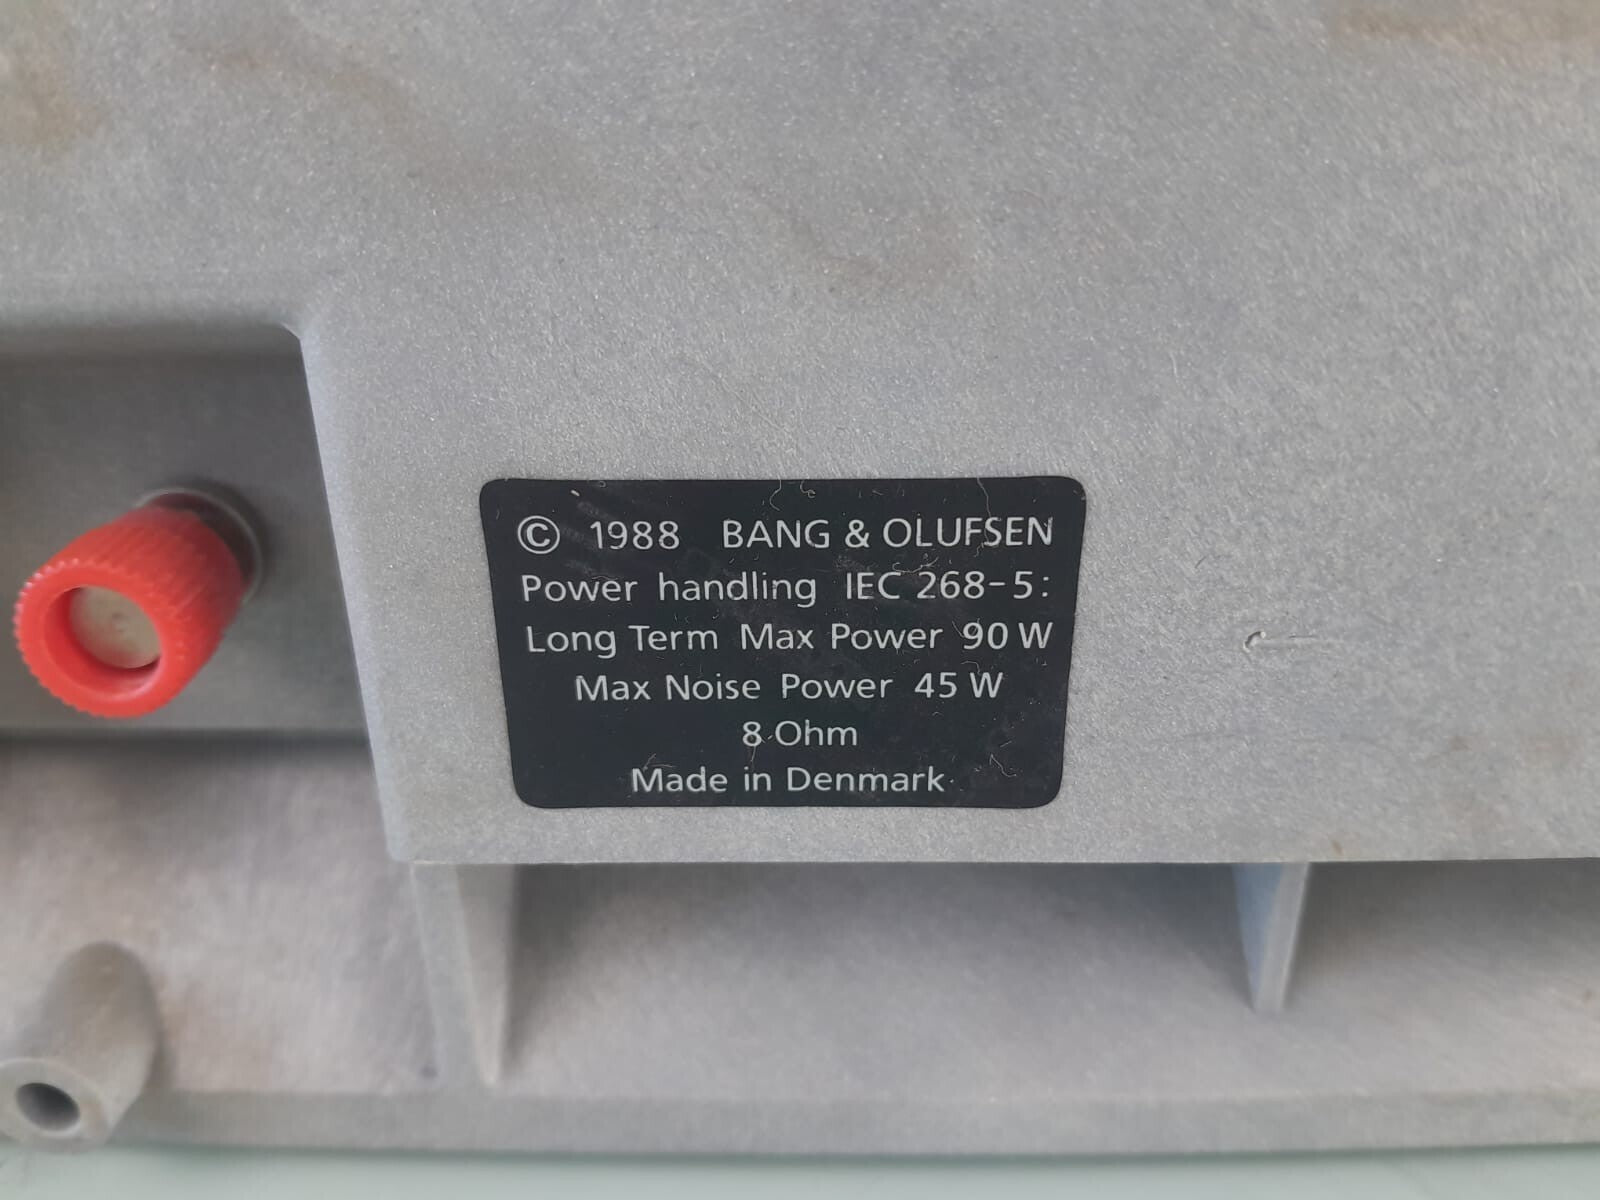 © 1988 BANG & OLUFSEN
Power handling IEC 268-5:
Long Term Max Power 90 W
Max Noise Power 45 W
8 Ohm
Made in Denmark